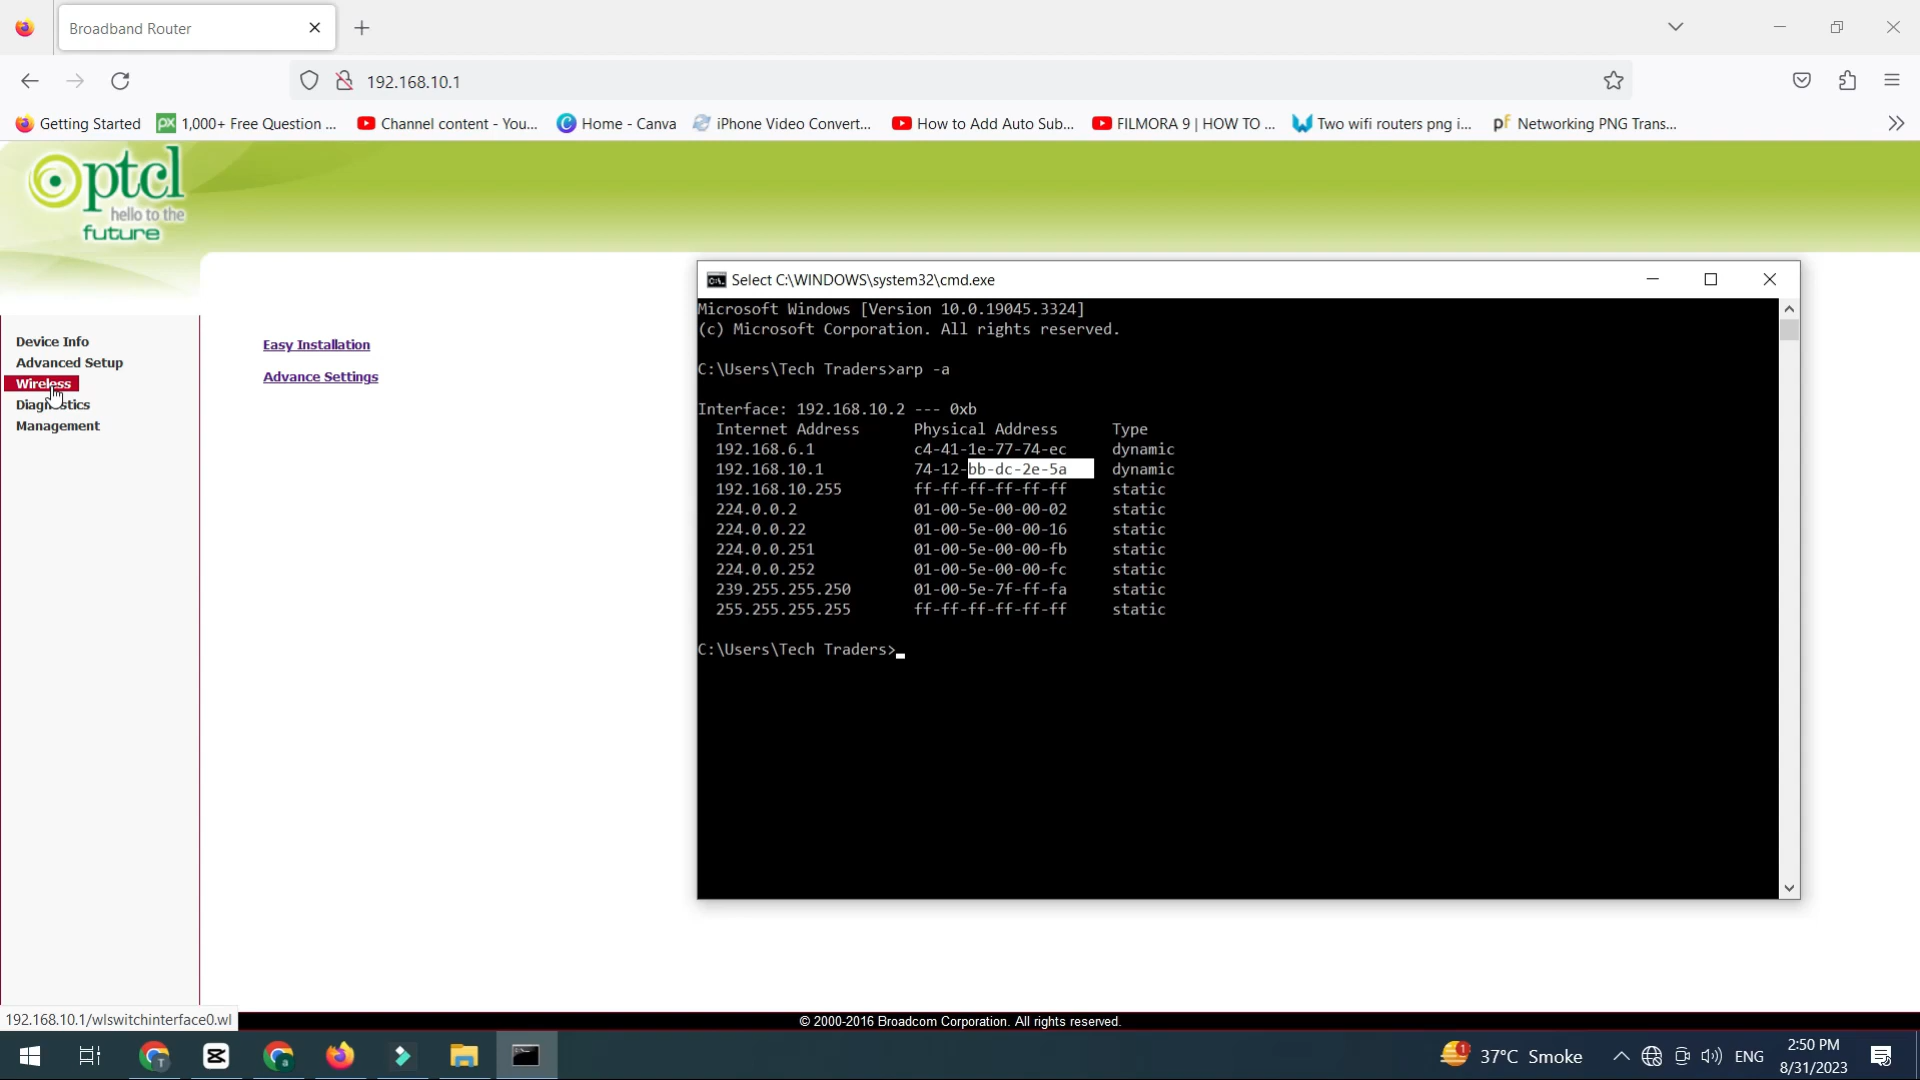 Broadband Router
192.168.10.1
Getting Started
1,000+ Free Question ...
Channel content - You...
Home - Canva
iPhone Video Convert...
How to Add Auto Sub...
FILMORA 9 | HOW TO ...
Two wifi routers png i...
Networking PNG Trans...
ptcl
hello to the
future
Device Info
Advanced Setup
Wireless
Diagnostics
Management
Easy Installation
Advance Settings
Select C:\WINDOWS\system32\cmd.exe
Microsoft Windows [Version 10.0.19045.3324]
(c) Microsoft Corporation. All rights reserved.
C:\Users\Tech Traders>arp -a
Interface: 192.168.10.2 --- 0xb
Internet Address Physical Address Type
192.168.6.1 c4-41-1e-77-74-ec dynamic
192.168.10.1 74-12-bb-dc-2e-5a dynamic
192.168.10.255 ff-ff-ff-ff-ff-ff static
224.0.0.2 01-00-5e-00-00-02 static
224.0.0.22 01-00-5e-00-00-16 static
224.0.0.251 01-00-5e-00-00-fb static
224.0.0.252 01-00-5e-00-00-fc static
239.255.255.250 01-00-5e-7f-ff-fa static
255.255.255.255 ff-ff-ff-ff-ff-ff static
C:\Users\Tech Traders>
192.168.10.1/wlswitchinterface0.wl
© 2000-2016 Broadcom Corporation. All rights reserved.
37°C Smoke
ENG
2:50 PM
8/31/2023